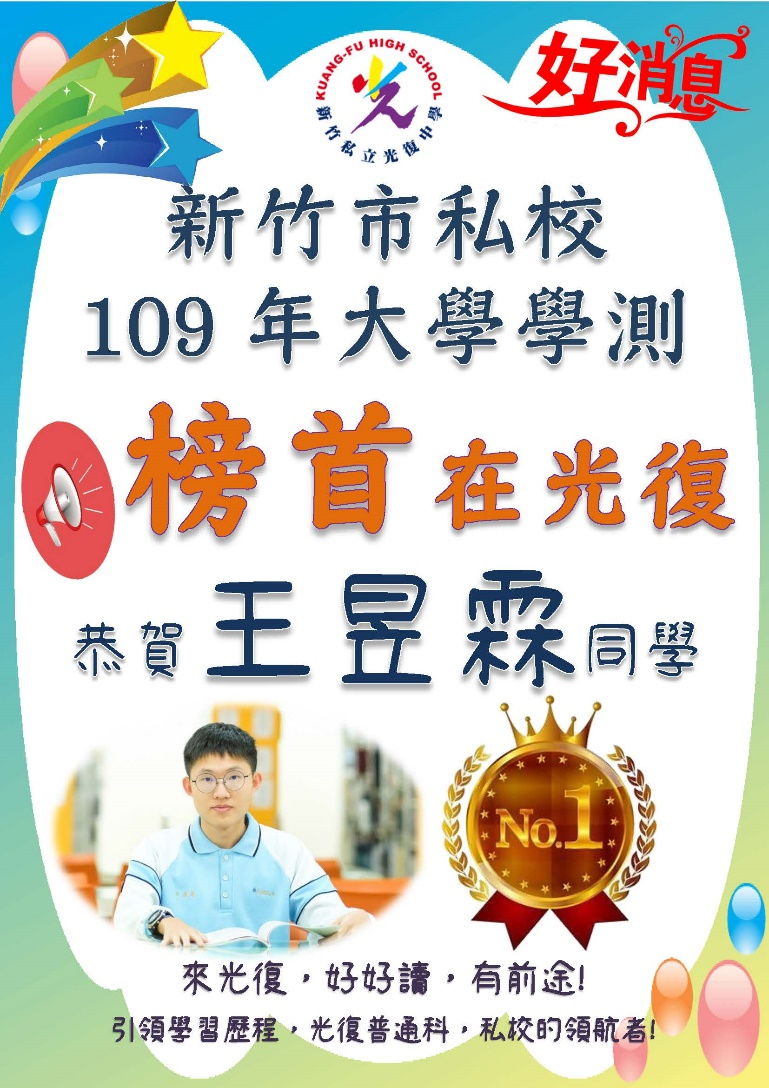 KUANG-FU HIGH SCHOOL
新竹私立光復中學
好消息
新竹市私校
109 年大學學測
榜首在光復
恭賀王昱霖同學
No.1
來光復，好好讀，有前途!
引領學習歷程，光復普通科，私校的領航者!